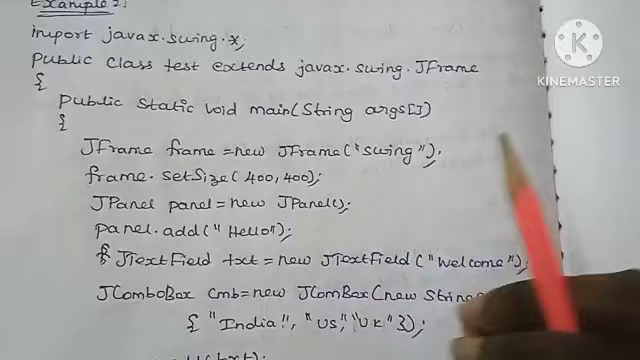 Example 2:
import javax.swing.*;
public class test extends javax.swing.JFrame
{
public static void main(String args[])
{
JFrame frame = new JFrame("swing");
frame.setSize(400,400);
JPanel panel = new JPanel();
panel.add("Hello");
JTextField txt = new JTextField("Welcome");
JComboBox cmb = new JComBox(new String
{"India", "US", "UK"});
(txt);
KINEMASTER